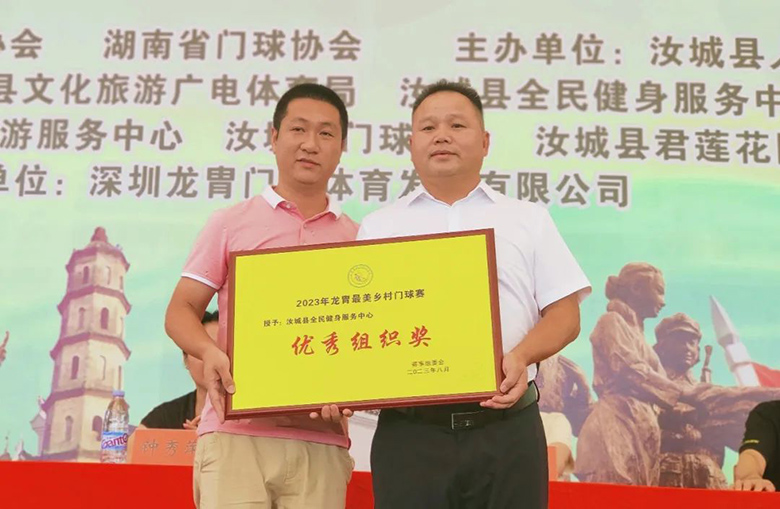 协会 湖南省门球协会 主办单位：汝城县人
县文化旅游广电体育局 汝城县全民健身服务中
游服务中心 汝城 门球 汝城县君莲花
单位：深圳龙胄门 体育发 有限公司
2023年龙胄最美乡村门球赛
授予：汝城县全民健身服务中心
优秀组织奖
赛事组委会
二〇二三年八月
钟秀